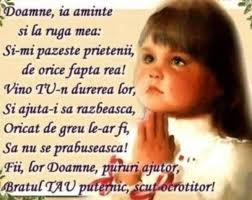 Doamne, ia aminte
si la ruga mea:
Si-mi pazeste prietenii,
de orice fapta rea!
Vino TU-n durerea lor,
Si ajuta-i sa razbeasca,
Oricat de greu le-ar fi,
Sa nu se prabuseasca!
Fii, lor Doamne, pururi ajutor,
Bratul TAU puternic, scut ocrotitor!